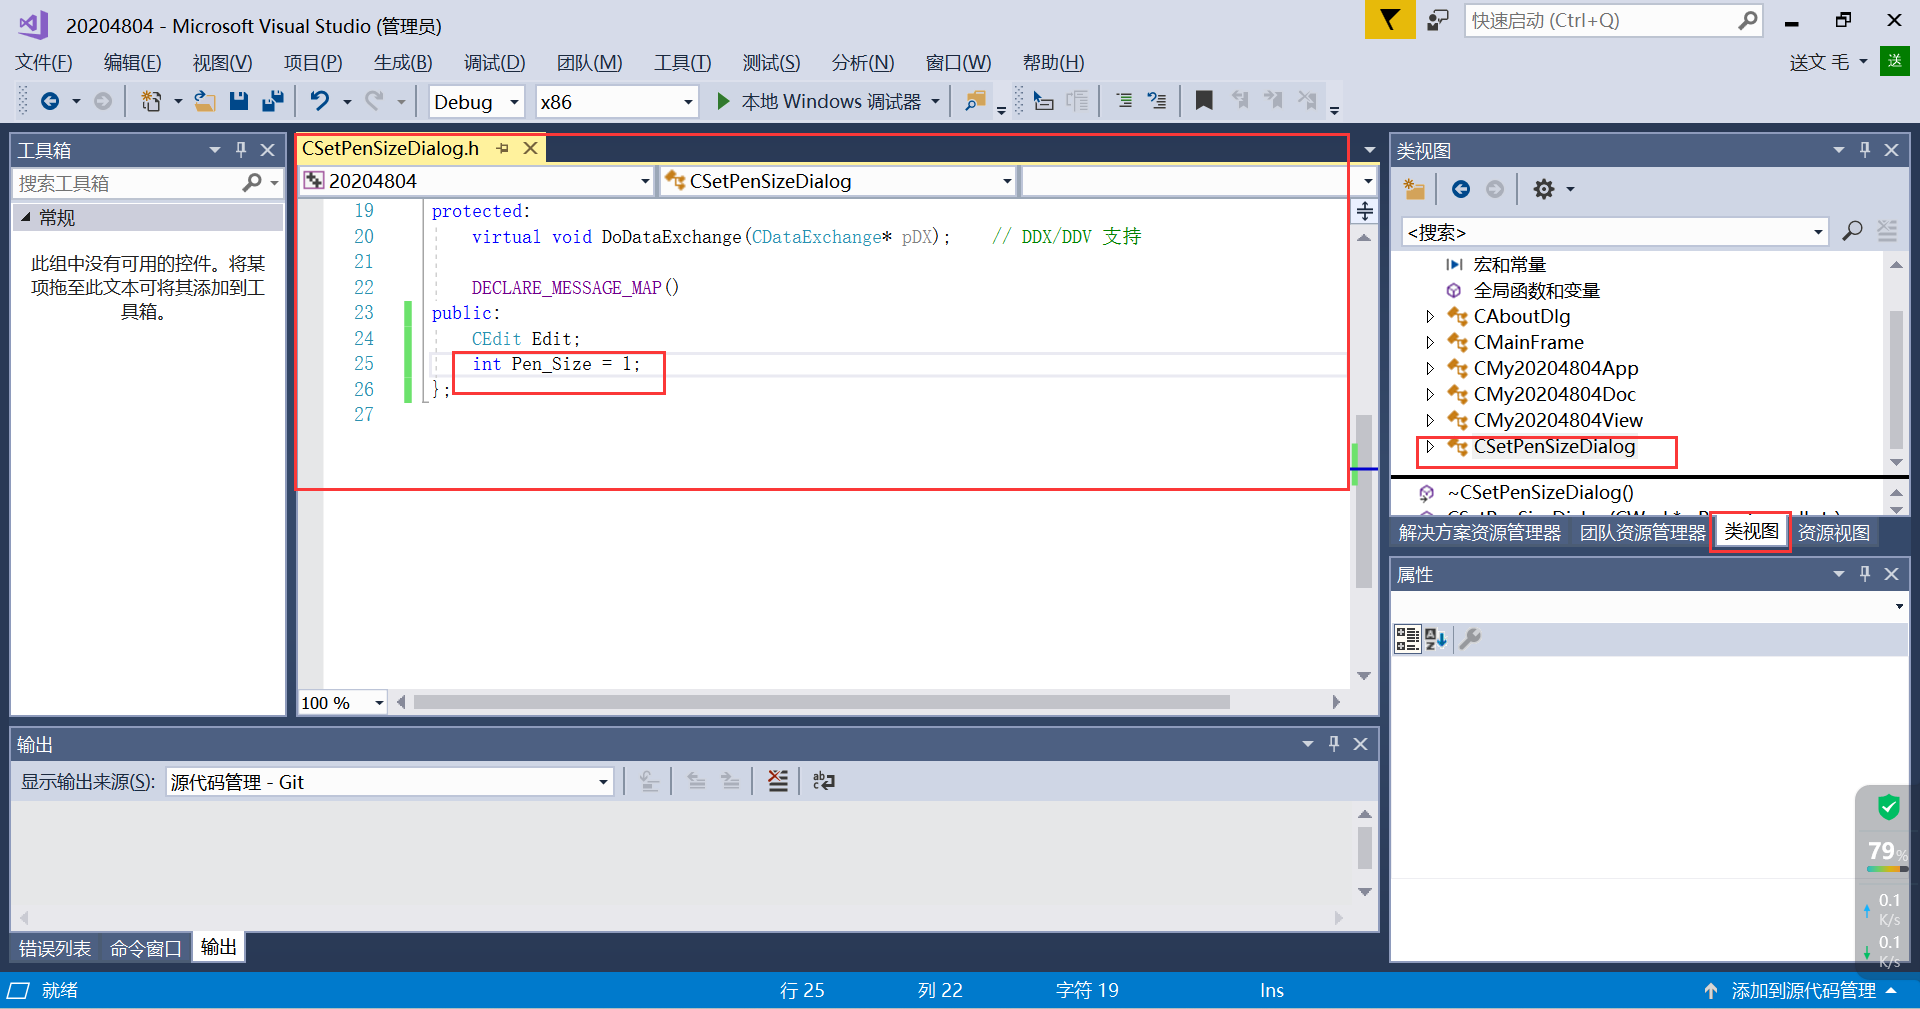 20204804 - Microsoft Visual Studio (管理员)
快速启动 (Ctrl+Q)
文件(F) 编辑(E) 视图(V) 项目(P) 生成(B) 调试(D) 团队(M) 工具(T) 测试(S) 分析(N) 窗口(W) 帮助(H)
送文 毛
送
Debug x86 本地 Windows 调试器
工具箱
搜索工具箱
常规
此组中没有可用的控件。将某
项拖至此文本可将其添加到工
具箱。
CSetPenSizeDialog.h
20204804 CSetPenSizeDialog
19 protected:
20 virtual void DoDataExchange(CDataExchange* pDX); // DDX/DDV 支持
21
22 DECLARE_MESSAGE_MAP()
23 public:
24 CEdit Edit;
25 int Pen_Size = 1;
26 };
27
100 %
类视图
<搜索>
宏和常量
全局函数和变量
CAboutDlg
CMainFrame
CMy20204804App
CMy20204804Doc
CMy20204804View
CSetPenSizeDialog
~CSetPenSizeDialog()
解决方案资源管理器 团队资源管理器 类视图 资源视图
属性
输出
显示输出来源(S): 源代码管理 - Git
错误列表 命令窗口 输出
79%
0.1
K/s
0.1
K/s
就绪 行 25 列 22 字符 19 Ins 添加到源代码管理